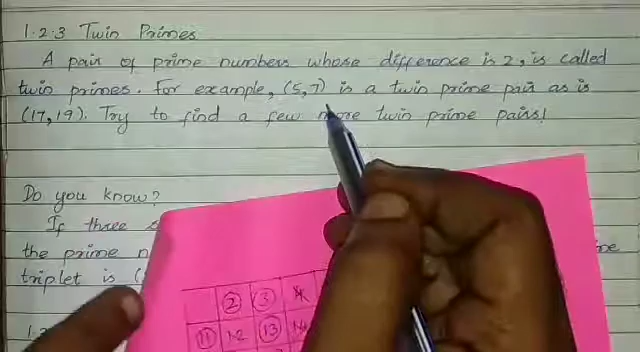 1.2.3 Twin Primes
A pair of prime numbers whose difference is 2, is called
twin primes. For example, (5,7) is a twin prime pair as is
(17,19). Try to find a few more twin prime pairs!
Do you know?
If three
the prime
triplet is (
2 3 4
11 12 13